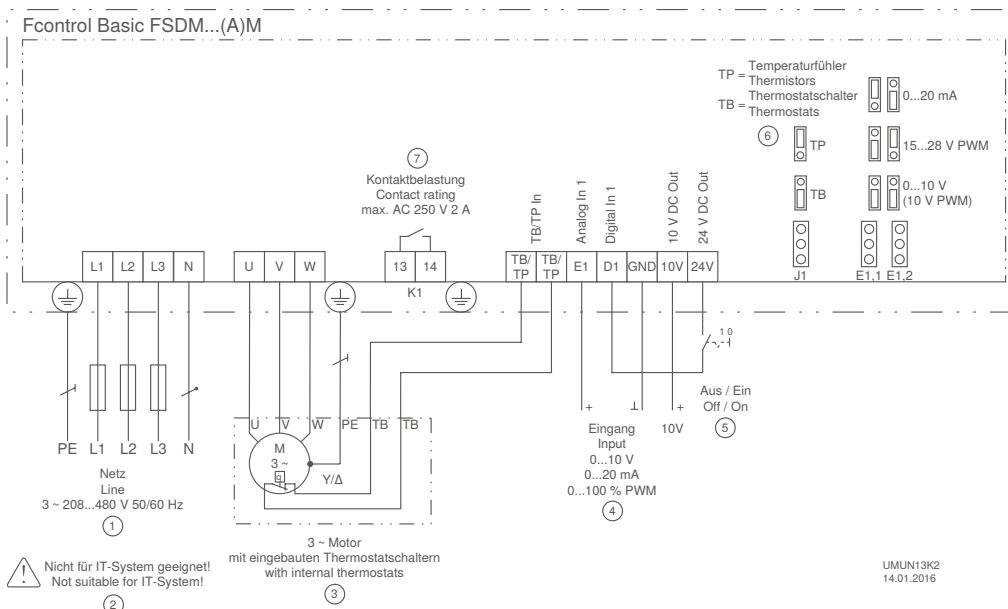 Fcontrol Basic FSDM...(A)M
TP = Temperaturfühler
Thermistors
TB = Thermostatschalter
Thermostats
6
TP
TB
J1
0...20 mA
15...28 V PWM
0...10 V
(10 V PWM)
E1,1 E1,2
7
Kontaktbelastung
Contact rating
max. AC 250 V 2 A
TB/TP In
Analog In 1
Digital In 1
10 V DC Out
24 V DC Out
L1 L2 L3 N
U V W
13 14
K1
TB/
TP
TB/
TP
E1 D1 GND 10V 24V
1 0
Aus / Ein
Off / On
5
+ ⊥ +
10V
Eingang
Input
0...10 V
0...20 mA
0...100 % PWM
4
PE L1 L2 L3 N
Netz
Line
3 ~ 208...480 V 50/60 Hz
1
U V W PE TB TB
M
3 ~
Y/Δ
3 ~ Motor
mit eingebauten Thermostatschaltern
with internal thermostats
3
Nicht für IT-System geeignet!
Not suitable for IT-System!
2
UMUN13K2
14.01.2016